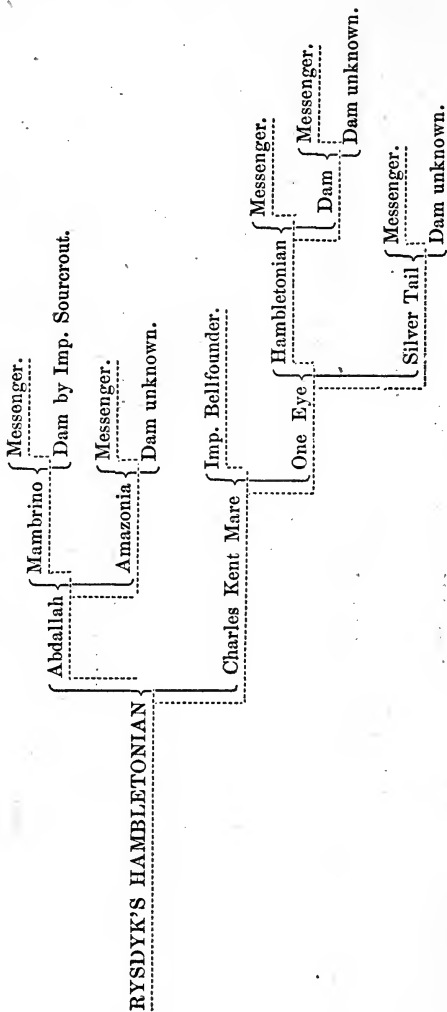 RYSDYK'S HAMBLETONIAN
Abdallah
Mambrino
Messenger.
Dam by Imp. Sourcrout.
Amazonia
Messenger.
Dam unknown.
Charles Kent Mare
Imp. Bellfounder.
One Eye
Hambletonian
Messenger.
Dam
Messenger.
Dam unknown.
Silver Tail
Messenger.
Dam unknown.